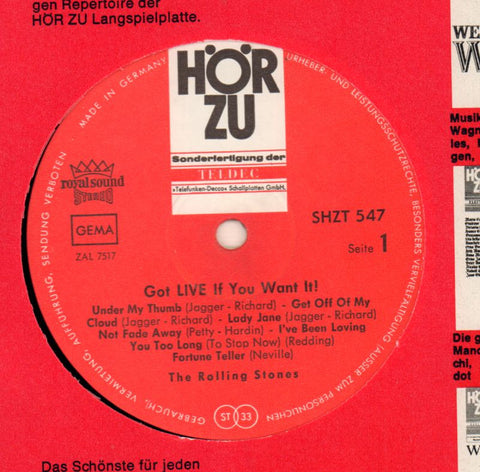 gen Repertoire der
HÖR ZU Langspielplatte.
MADE IN GERMANY
HÖR
ZU
Sonderfertigung der
TELDEC
»Telefunken-Decca« Schallplatten GmbH.
URHEBER- UND LEISTUNGSSCHUTZRECHTE, BESONDERS VERVIELFÄLTIGUNG (AUSSER ZUM PERSÖNLICHEN
GEBRAUCH), VERMIETUNG, AUFFÜHRUNG, SENDUNG VERBOTEN
royal sound
STEREO
GEMA
ZAL 7517
SHZT 547
Seite 1
Got LIVE If You Want It!
Under My Thumb (Jagger - Richard) - Get Off Of My
Cloud (Jagger - Richard) - Lady Jane (Jagger - Richard)
Not Fade Away (Petty - Hardin) - I've Been Loving
You Too Long (To Stop Now) (Redding)
Fortune Teller (Neville)
The Rolling Stones
ST 33
Das Schönste für jeden
WE
W
Musik
Wagn
les, 
gen,
HÖ
Die g
Mand
chi,
dot
HÖR
ZU
W